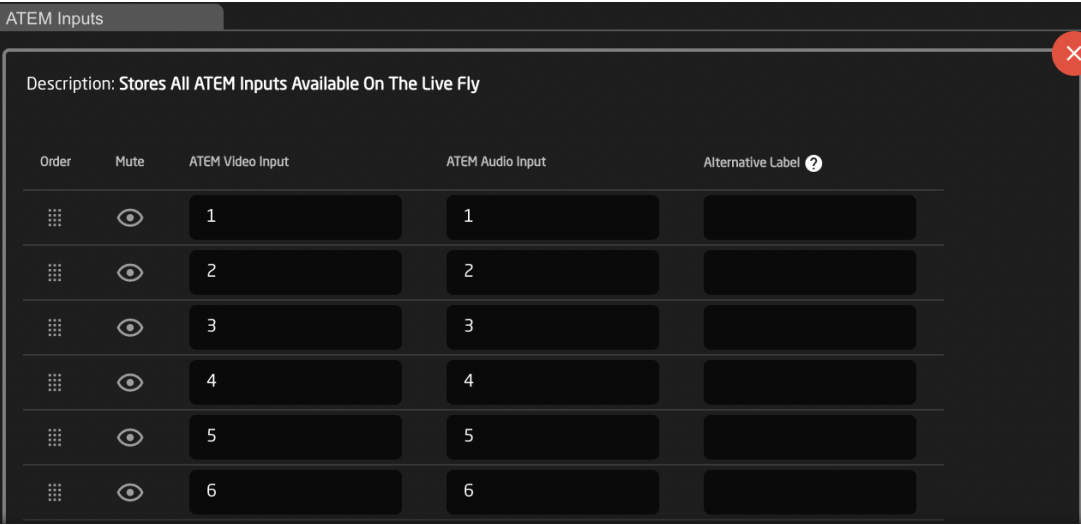 ATEM Inputs
Description: Stores All ATEM Inputs Available On The Live Fly
Order Mute ATEM Video Input ATEM Audio Input Alternative Label ?
1 1
2 2
3 3
4 4
5 5
6 6